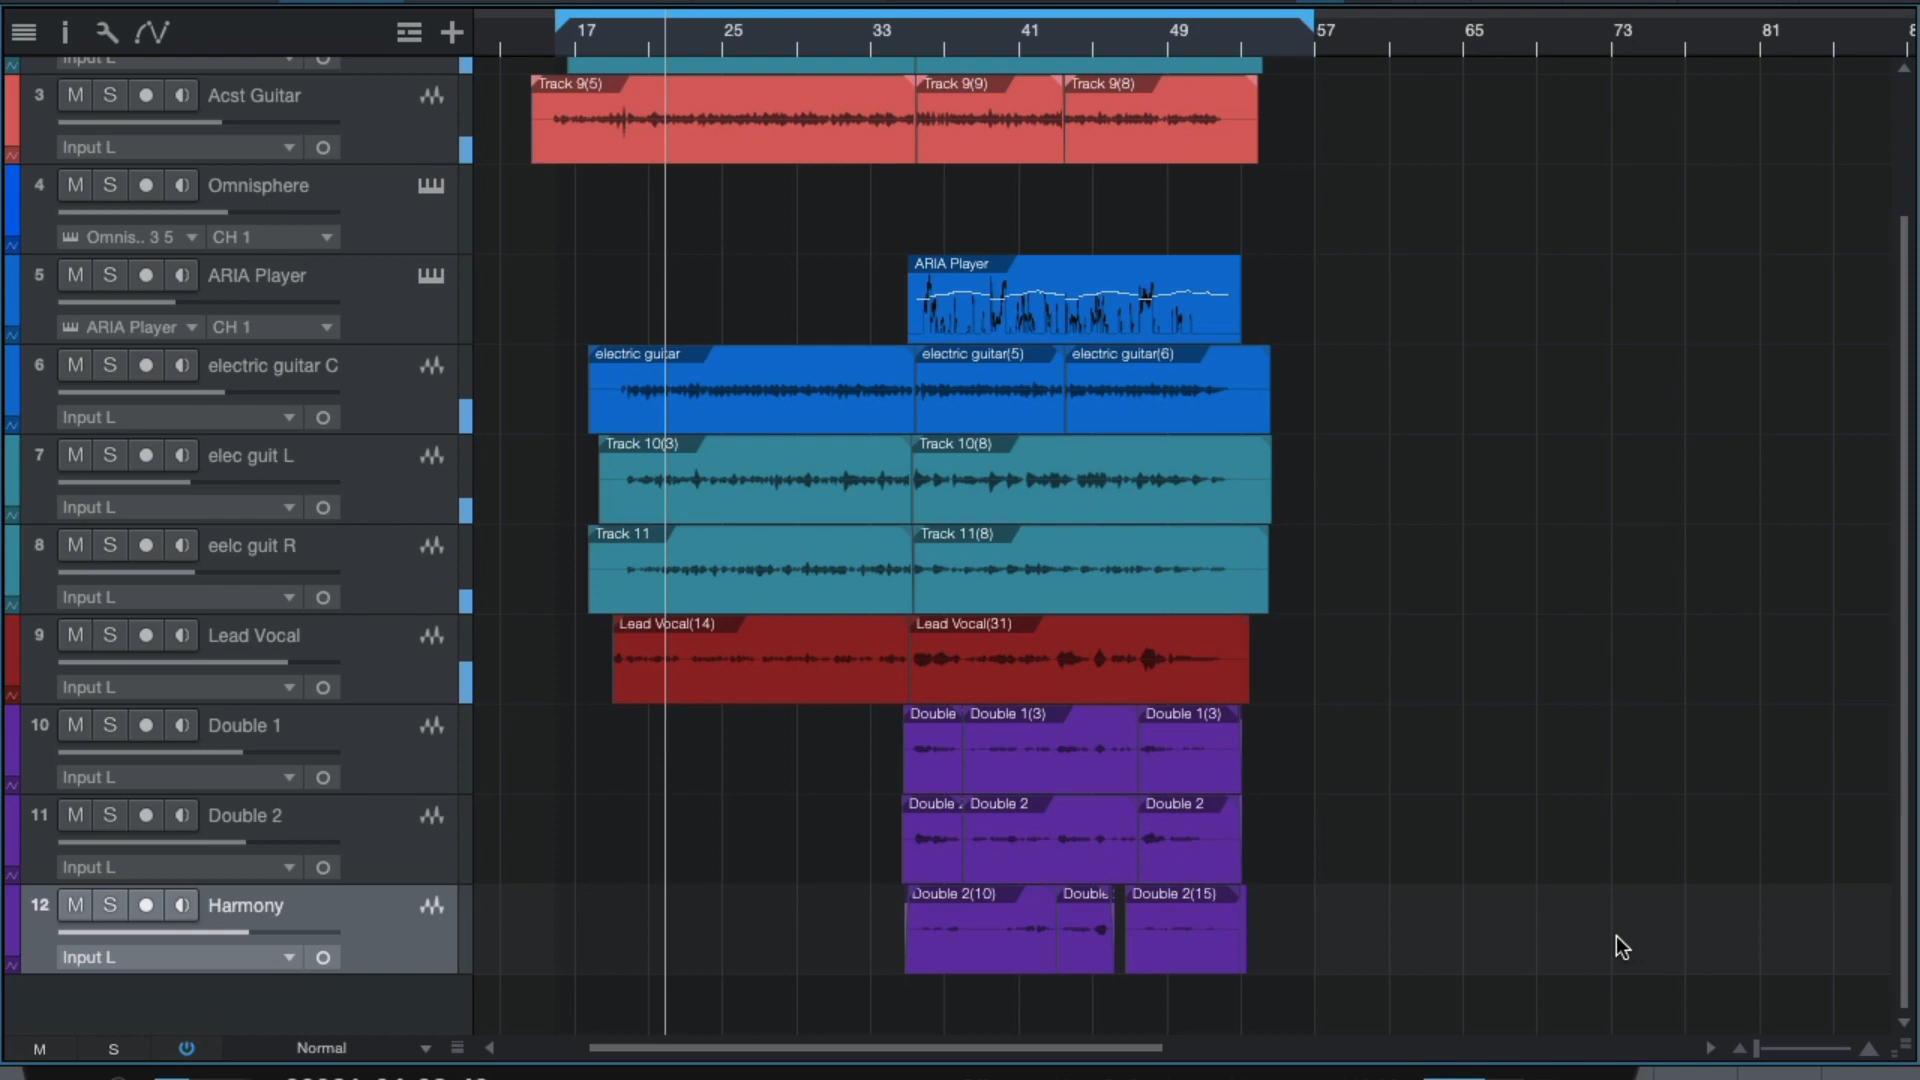 17 25 33 41 49 57 65 73 81
Input L
3 M S Acst Guitar
Input L
Track 9(5) Track 9(9) Track 9(8)
4 M S Omnisphere
Omnis.. 3 5 CH 1
5 M S ARIA Player
ARIA Player CH 1
ARIA Player
6 M S electric guitar C
Input L
electric guitar electric guitar(5) electric guitar(6)
7 M S elec guit L
Input L
Track 10(3) Track 10(8)
8 M S eelc guit R
Input L
Track 11 Track 11(8)
9 M S Lead Vocal
Input L
Lead Vocal(14) Lead Vocal(31)
10 M S Double 1
Input L
Double Double 1(3) Double 1(3)
11 M S Double 2
Input L
Double Double 2 Double 2
12 M S Harmony
Input L
Double 2(10) Double Double 2(15)
M S Normal